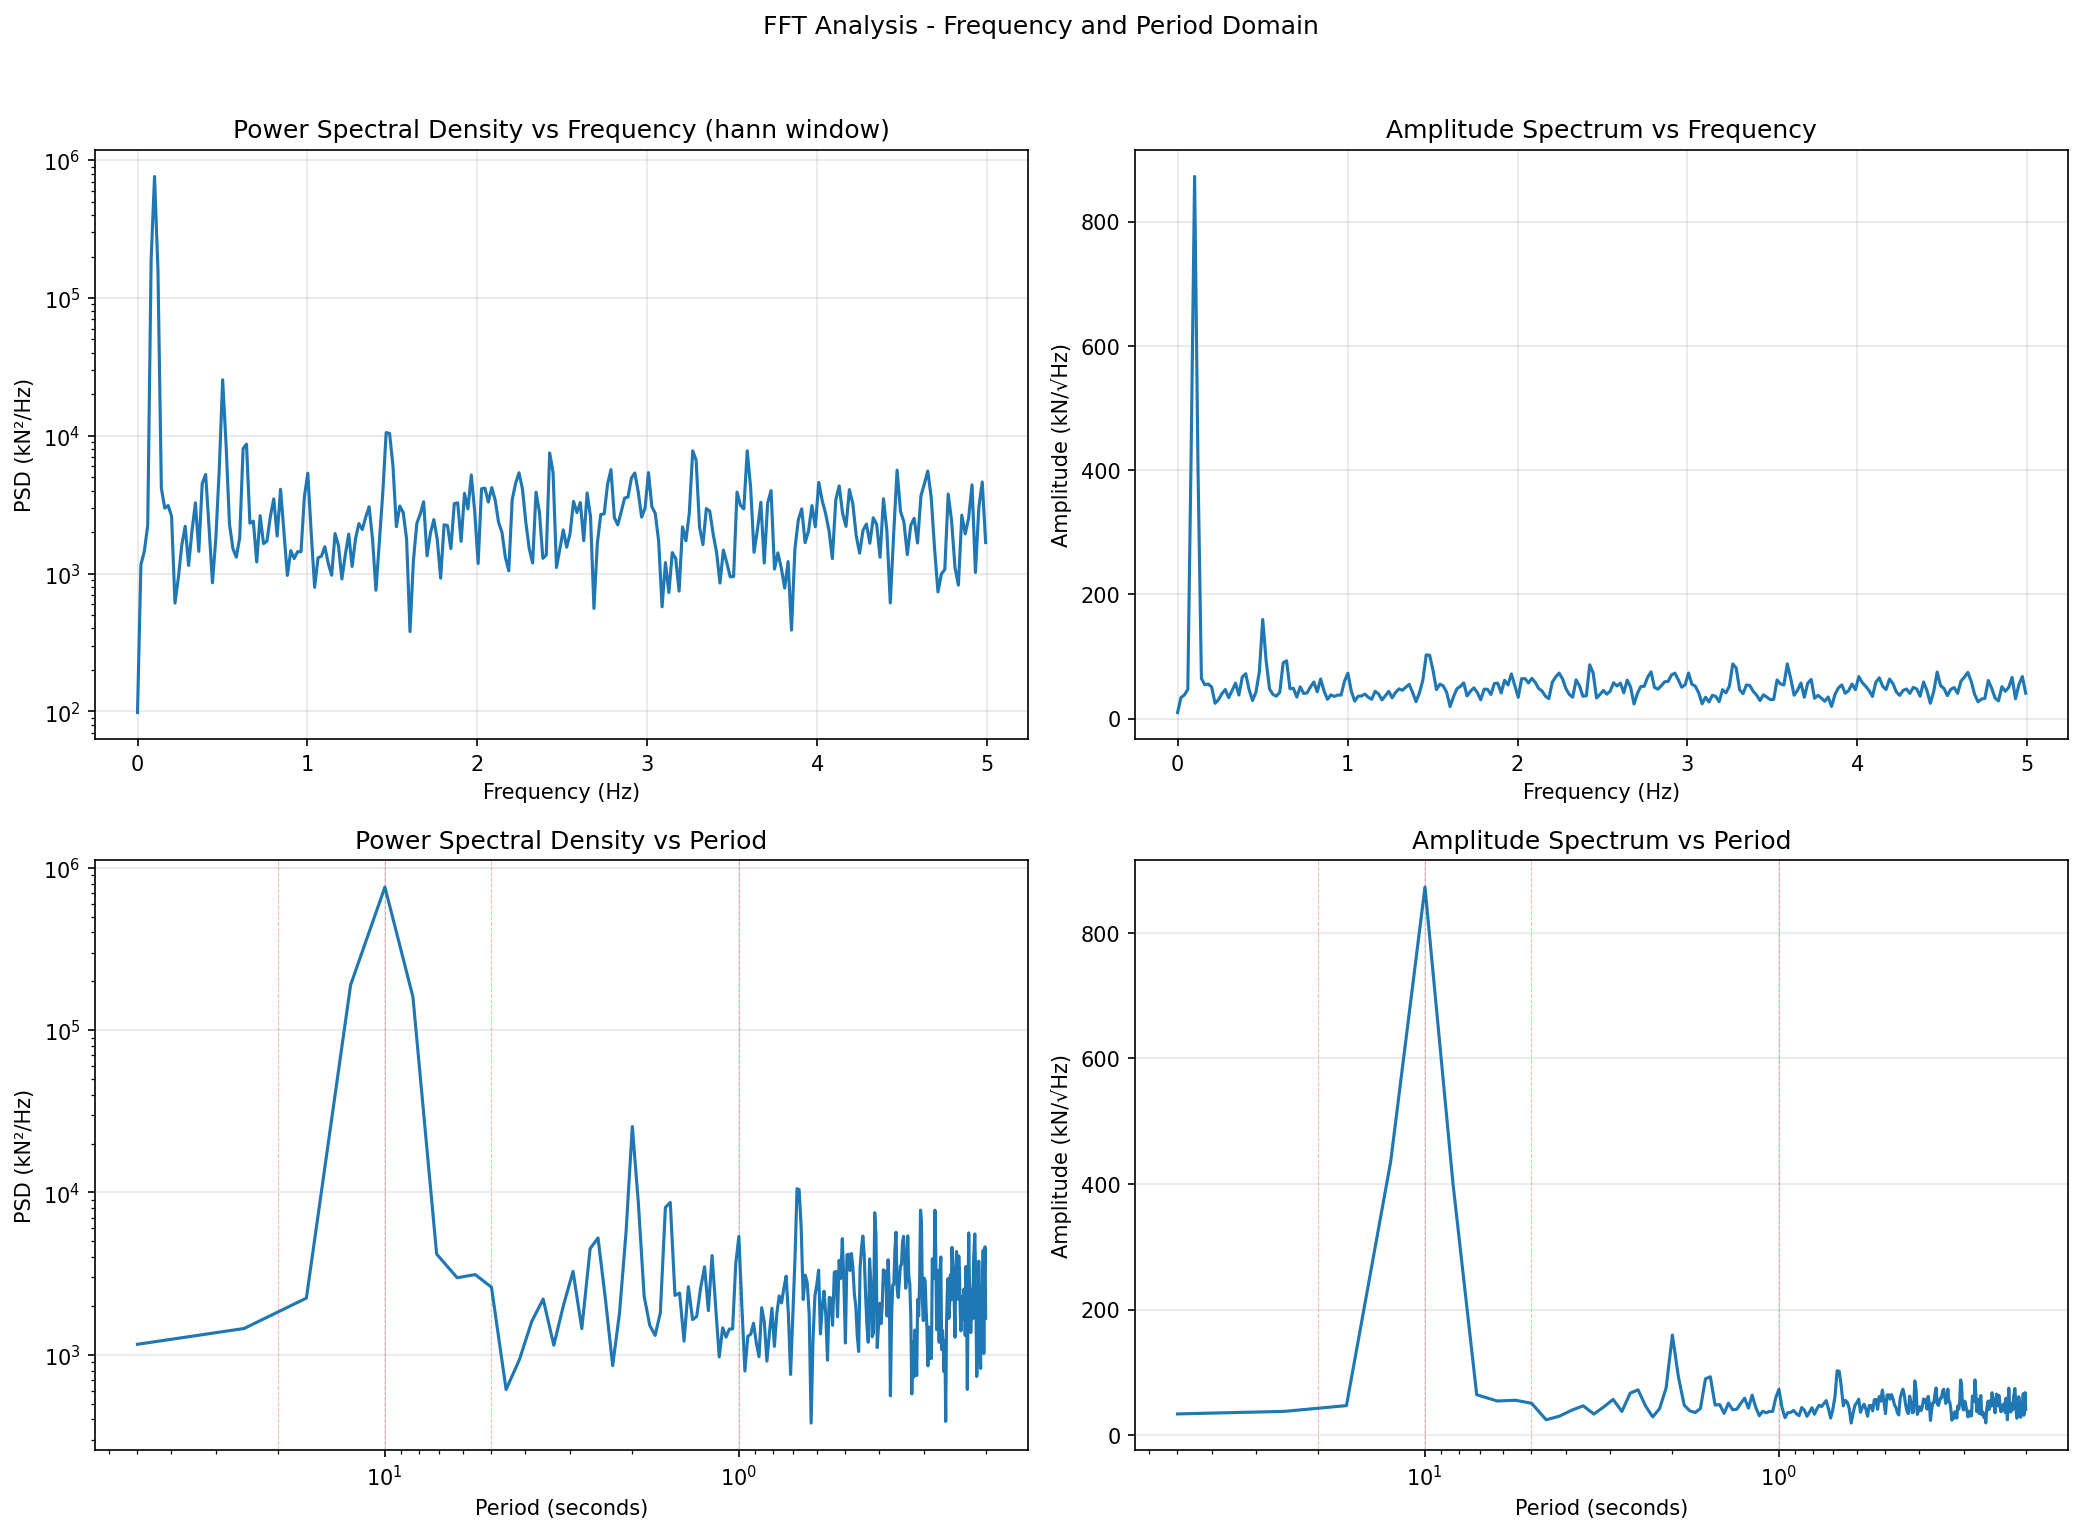 FFT Analysis - Frequency and Period Domain
Power Spectral Density vs Frequency (hann window)
PSD (kN²/Hz)
10⁶
10⁵
10⁴
10³
10²
0 1 2 3 4 5
Frequency (Hz)
Amplitude Spectrum vs Frequency
Amplitude (kN/√Hz)
800
600
400
200
0
0 1 2 3 4 5
Frequency (Hz)
Power Spectral Density vs Period
PSD (kN²/Hz)
10⁶
10⁵
10⁴
10³
10¹ 10⁰
Period (seconds)
Amplitude Spectrum vs Period
Amplitude (kN/√Hz)
800
600
400
200
0
10¹ 10⁰
Period (seconds)